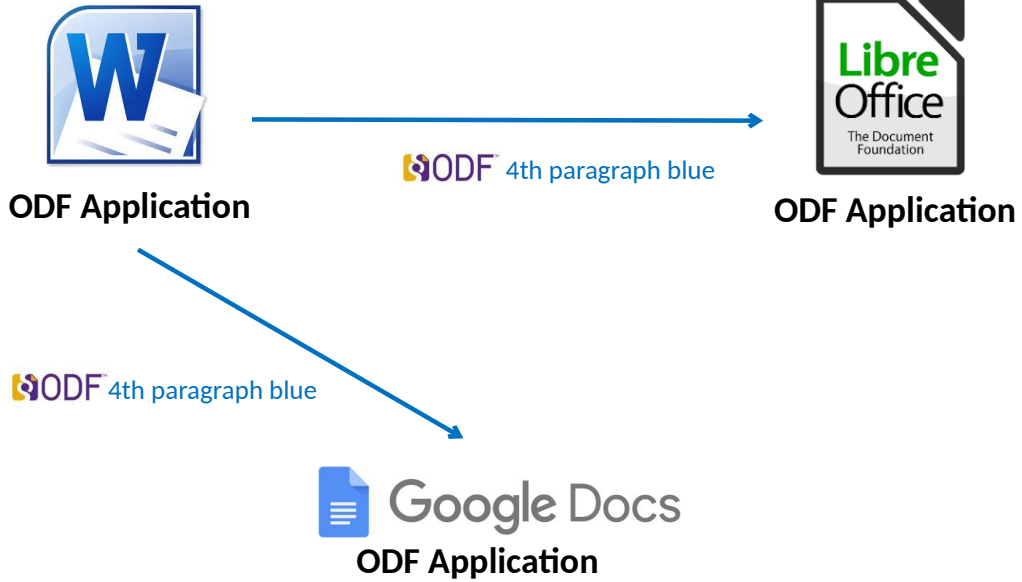 W
Libre
Office
The Document
Foundation
ODF 4th paragraph blue
ODF Application
ODF Application
ODF 4th paragraph blue
Google Docs
ODF Application